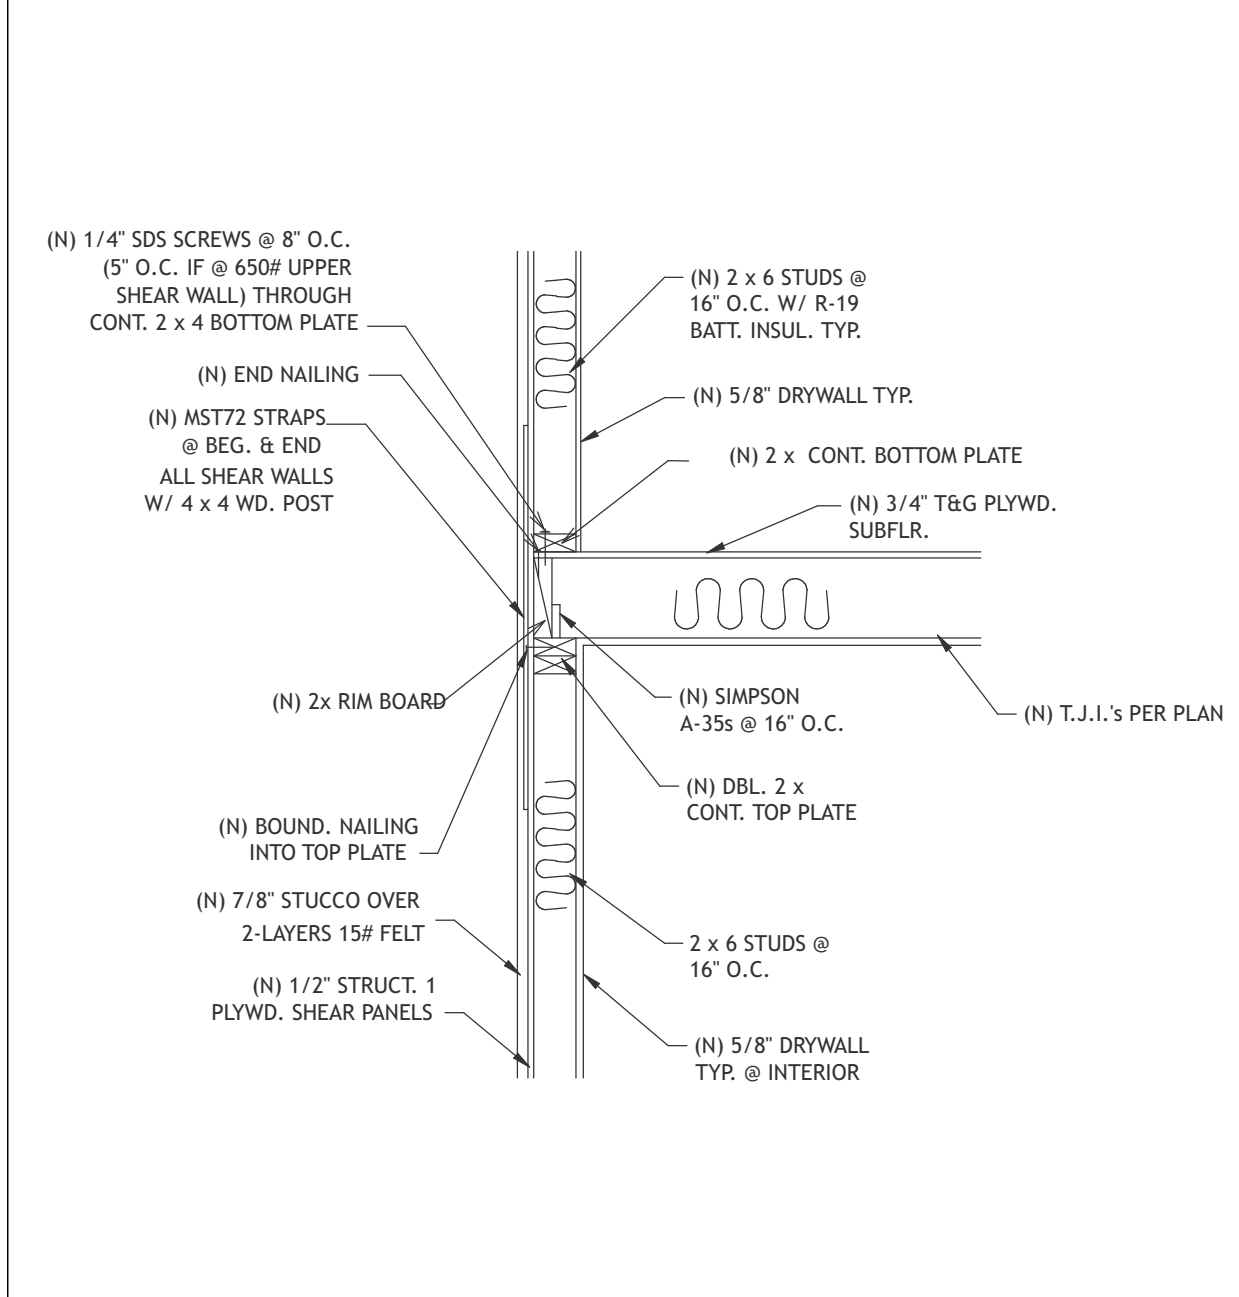 (N) 1/4" SDS SCREWS @ 8" O.C.
(5" O.C. IF @ 650# UPPER
SHEAR WALL) THROUGH
CONT. 2 x 4 BOTTOM PLATE
(N) END NAILING
(N) MST72 STRAPS
@ BEG. & END
ALL SHEAR WALLS
W/ 4 x 4 WD. POST
(N) 2x RIM BOARD
(N) BOUND. NAILING
INTO TOP PLATE
(N) 7/8" STUCCO OVER
2-LAYERS 15# FELT
(N) 1/2" STRUCT. 1
PLYWD. SHEAR PANELS
(N) 2 x 6 STUDS @
16" O.C. W/ R-19
BATT. INSUL. TYP.
(N) 5/8" DRYWALL TYP.
(N) 2 x CONT. BOTTOM PLATE
(N) 3/4" T&G PLYWD.
SUBFLR.
(N) SIMPSON
A-35s @ 16" O.C.
(N) T.J.I.'s PER PLAN
(N) DBL. 2 x
CONT. TOP PLATE
2 x 6 STUDS @
16" O.C.
(N) 5/8" DRYWALL
TYP. @ INTERIOR